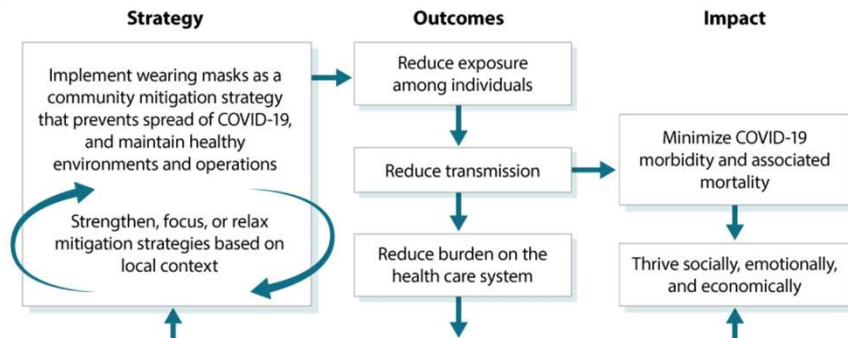 Strategy
Outcomes
Impact
Implement wearing masks as a
community mitigation strategy
that prevents spread of COVID-19,
and maintain healthy
environments and operations
Strengthen, focus, or relax
mitigation strategies based on
local context
Reduce exposure
among individuals
Reduce transmission
Reduce burden on the
health care system
Minimize COVID-19
morbidity and associated
mortality
Thrive socially, emotionally,
and economically